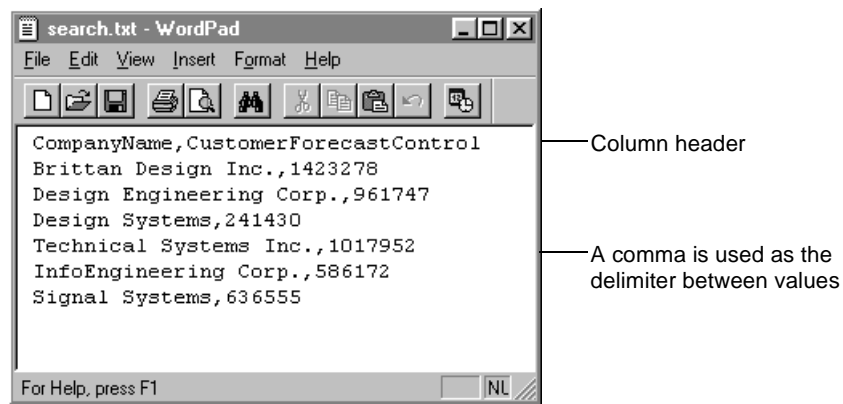 search.txt - WordPad
File Edit View Insert Format Help
CompanyName,CustomerForecastControl
Brittan Design Inc.,1423278
Design Engineering Corp.,961747
Design Systems,241430
Technical Systems Inc.,1017952
InfoEngineering Corp.,586172
Signal Systems,636555
For Help, press F1
NU
Column header
A comma is used as the
delimiter between values